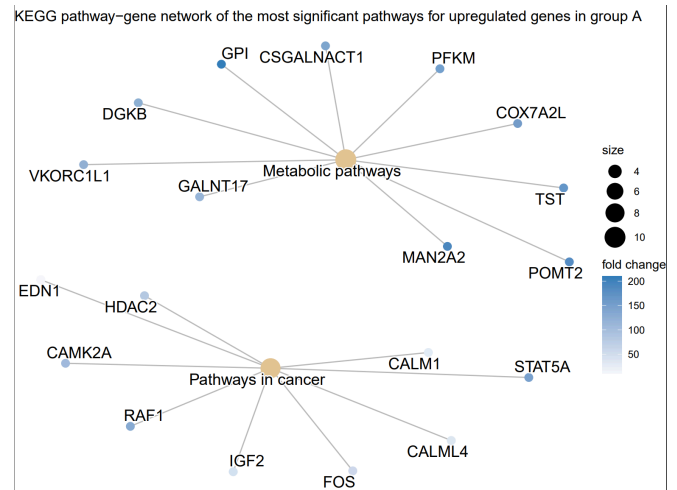 KEGG pathway−gene network of the most significant pathways for upregulated genes in group A
GPI
CSGALNACT1
PFKM
DGKB
COX7A2L
VKORC1L1
Metabolic pathways
GALNT17
TST
MAN2A2
POMT2
EDN1
HDAC2
CAMK2A
CALM1
STAT5A
Pathways in cancer
RAF1
CALML4
IGF2
FOS
size
4
6
8
10
fold change
200
150
100
50